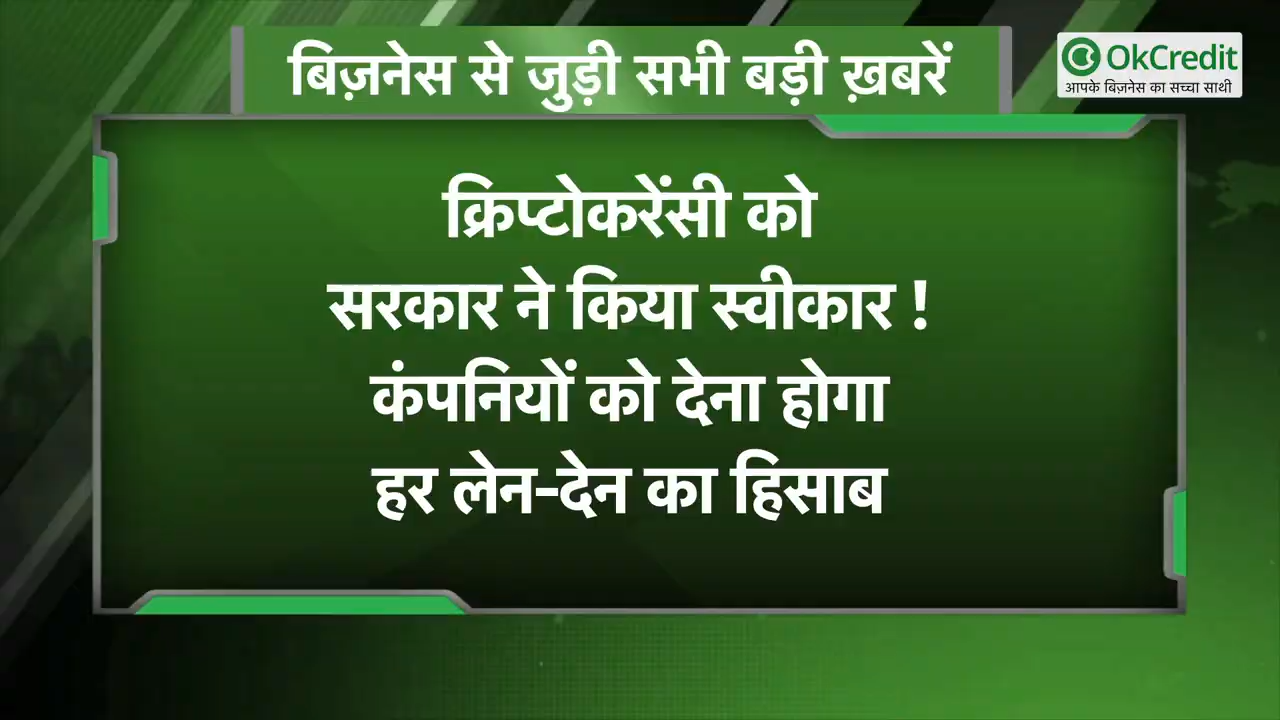 बिज़नेस से जुड़ी सभी बड़ी ख़बरें
OkCredit
आपके बिज़नेस का सच्चा साथी
क्रिप्टोकरेंसी को
सरकार ने किया स्वीकार !
कंपनियों को देना होगा
हर लेन-देन का हिसाब